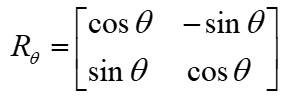 R_θ = [ cos θ  − sin θ
sin θ  cos θ ]